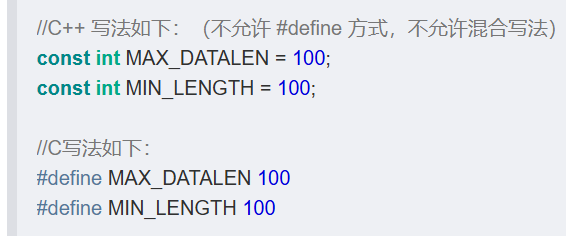 //C++ 写法如下：（不允许 #define 方式，不允许混合写法）
const int MAX_DATALEN = 100;
const int MIN_LENGTH = 100;
//C写法如下：
#define MAX_DATALEN 100
#define MIN_LENGTH 100